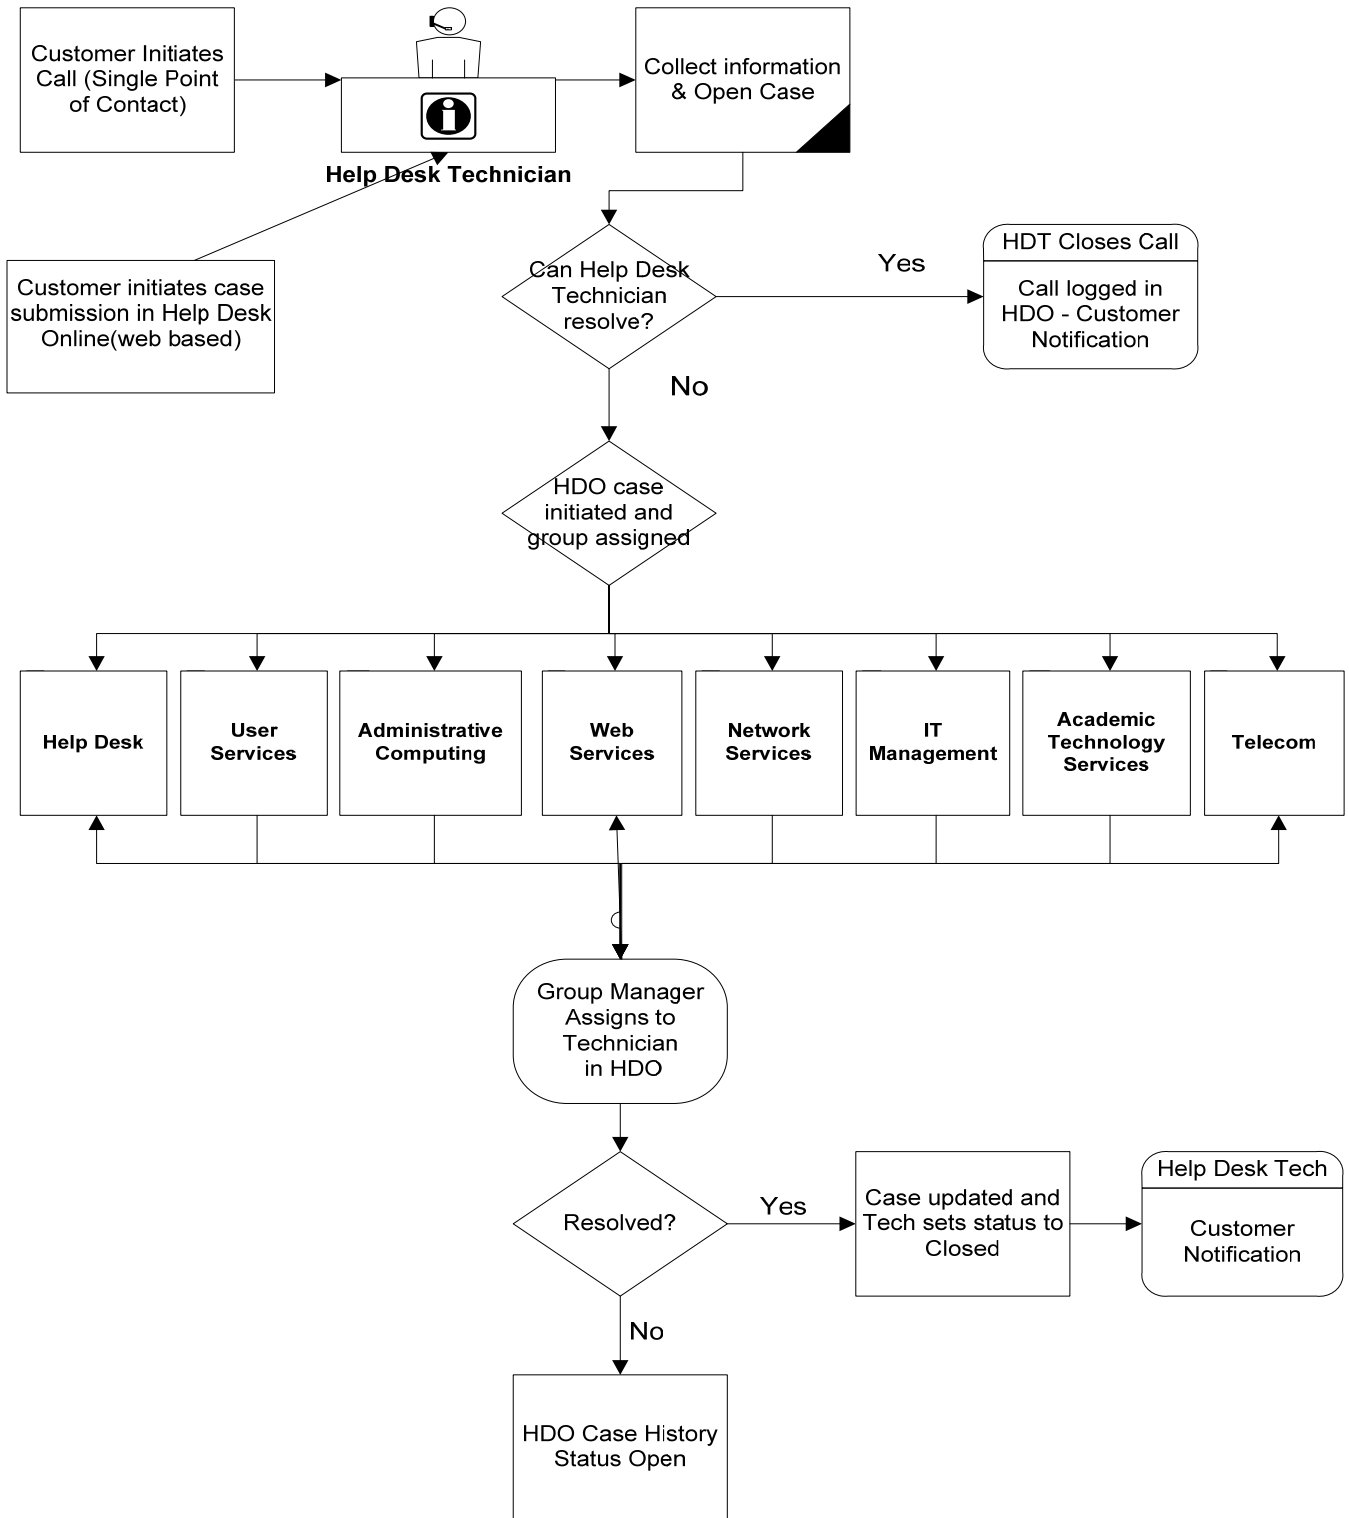 Customer Initiates
Call (Single Point
of Contact)
Collect information
& Open Case
Help Desk Technician
Customer initiates case
submission in Help Desk
Online(web based)
Can Help Desk
Technician
resolve?
Yes
HDT Closes Call
Call logged in
HDO - Customer
Notification
No
HDO case
initiated and
group assigned
Help Desk
User
Services
Administrative
Computing
Web
Services
Network
Services
IT
Management
Academic
Technology
Services
Telecom
Group Manager
Assigns to
Technician
in HDO
Resolved?
Yes
Case updated and
Tech sets status to
Closed
Help Desk Tech
Customer
Notification
No
HDO Case History
Status Open